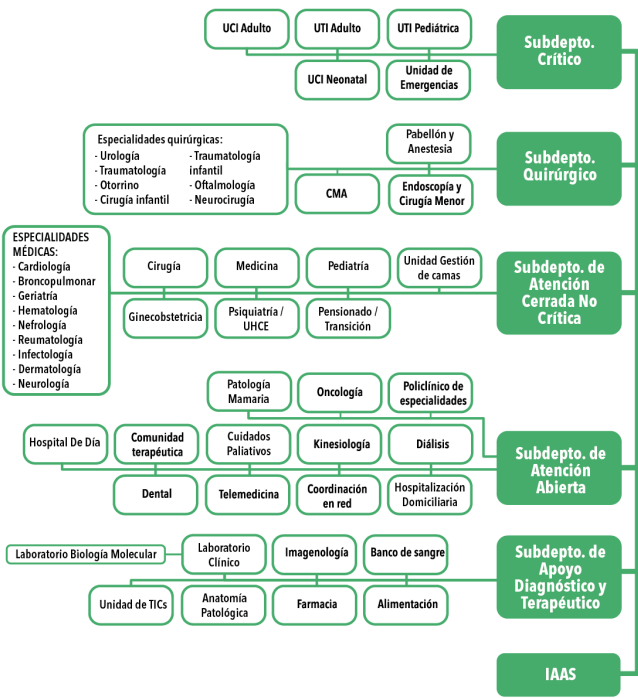 UCI Adulto
UTI Adulto
UTI Pediátrica
Subdepto.
Crítico
UCI Neonatal
Unidad de
Emergencias
Especialidades quirúrgicas:
- Urología
- Traumatología
- Otorrino
- Cirugía infantil
- Traumatología
infantil
- Oftalmología
- Neurocirugía
Pabellón y
Anestesia
CMA
Endoscopía y
Cirugía Menor
Subdepto.
Quirúrgico
ESPECIALIDADES
MÉDICAS:
- Cardiología
- Broncopulmonar
- Geriatría
- Hematología
- Nefrología
- Reumatología
- Infectología
- Dermatología
- Neurología
Cirugía
Medicina
Pediatría
Unidad Gestión
de camas
Ginecobstetricia
Psiquiatría /
UHCE
Pensionado /
Transición
Subdepto. de
Atención
Cerrada No
Crítica
Patología
Mamaria
Oncología
Policlínico de
especialidades
Hospital De Día
Comunidad
terapéutica
Cuidados
Paliativos
Kinesiología
Diálisis
Dental
Telemedicina
Coordinación
en red
Hospitalización
Domiciliaria
Subdepto. de
Atención
Abierta
Laboratorio Biología Molecular
Laboratorio
Clínico
Imagenología
Banco de sangre
Unidad de TICs
Anatomía
Patológica
Farmacia
Alimentación
Subdepto. de
Apoyo
Diagnóstico y
Terapéutico
IAAS